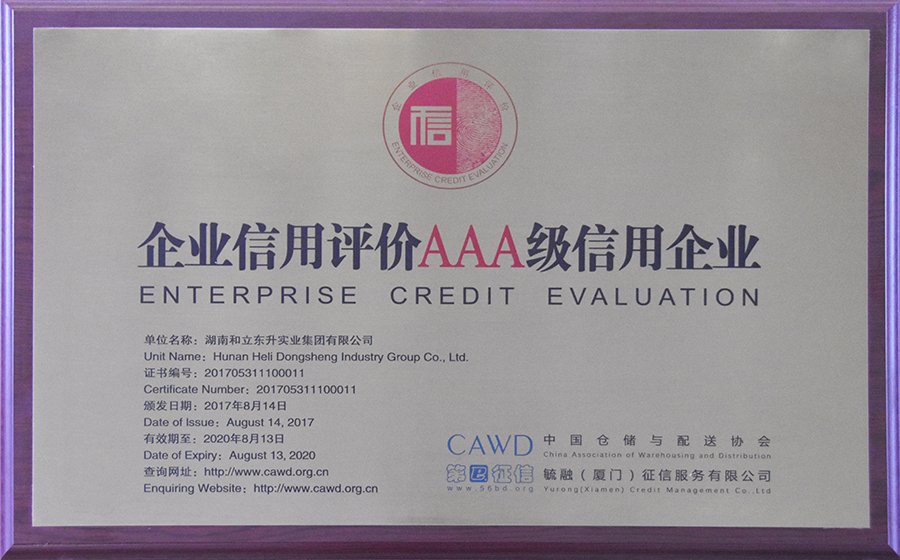 企业信用评价
信
ENTERPRISE CREDIT EVALUATION
企业信用评价AAA级信用企业
ENTERPRISE CREDIT EVALUATION
单位名称：湖南和立东升实业集团有限公司
Unit Name：Hunan Heli Dongsheng Industry Group Co., Ltd.
证书编号：201705311100011
Certificate Number：201705311100011
颁发日期：2017年8月14日
Date of Issue：August 14, 2017
有效期至：2020年8月13日
Date of Expiry：August 13, 2020
查询网址：http://www.cawd.org.cn
Enquiring Website：http://www.cawd.org.cn
CAWD 中国仓储与配送协会
China Association of Warehousing and Distribution
征信 毓融（厦门）征信服务有限公司
www.56bd.org Yurong(Xiamen) Credit Management Co.,Ltd